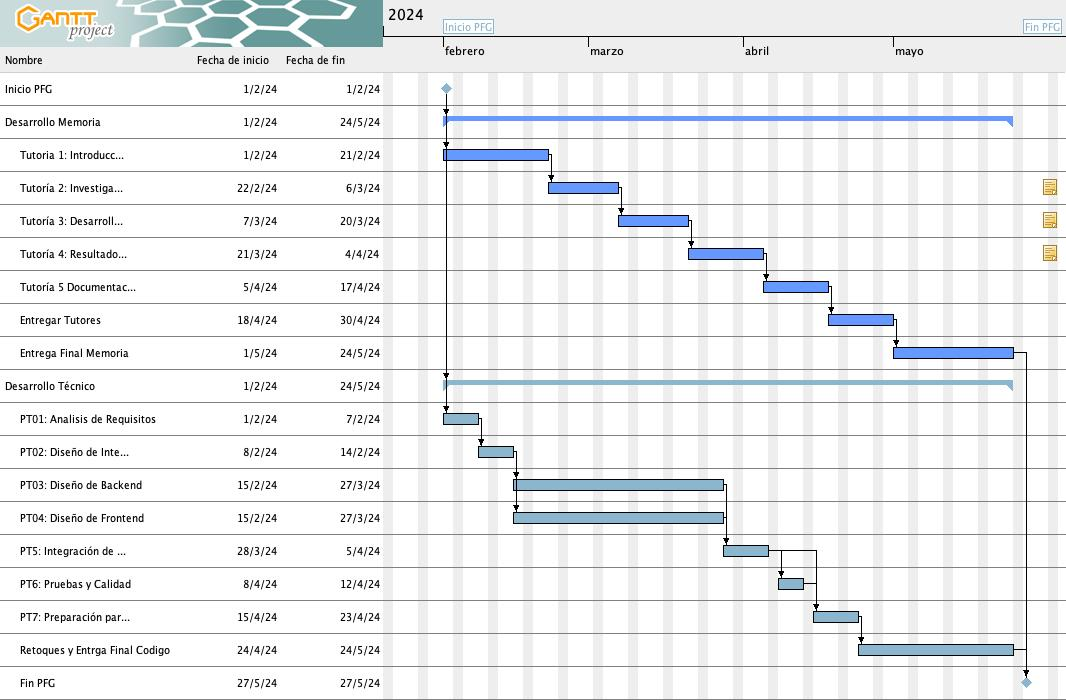 GANTT
project
2024
Inicio PFG
Fin PFG
febrero
marzo
abril
mayo
Nombre Fecha de inicio Fecha de fin
Inicio PFG 1/2/24 1/2/24
Desarrollo Memoria 1/2/24 24/5/24
Tutoria 1: Introducc... 1/2/24 21/2/24
Tutoría 2: Investiga... 22/2/24 6/3/24
Tutoría 3: Desarroll... 7/3/24 20/3/24
Tutoría 4: Resultado... 21/3/24 4/4/24
Tutoría 5 Documentac... 5/4/24 17/4/24
Entregar Tutores 18/4/24 30/4/24
Entrega Final Memoria 1/5/24 24/5/24
Desarrollo Técnico 1/2/24 24/5/24
PT01: Analisis de Requisitos 1/2/24 7/2/24
PT02: Diseño de Inte... 8/2/24 14/2/24
PT03: Diseño de Backend 15/2/24 27/3/24
PT04: Diseño de Frontend 15/2/24 27/3/24
PT5: Integración de ... 28/3/24 5/4/24
PT6: Pruebas y Calidad 8/4/24 12/4/24
PT7: Preparación par... 15/4/24 23/4/24
Retoques y Entrga Final Codigo 24/4/24 24/5/24
Fin PFG 27/5/24 27/5/24